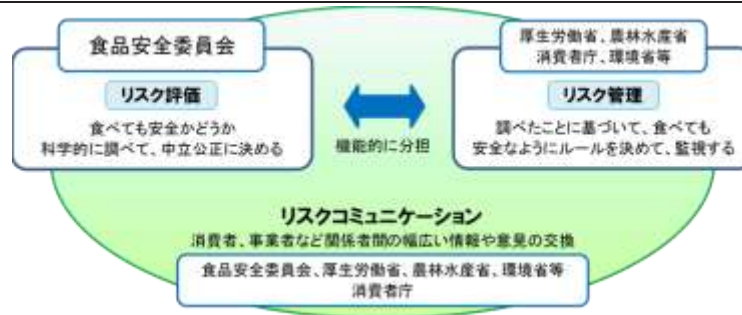 食品安全委員会
リスク評価
食べても安全かどうか
科学的に調べて、中立公正に決める
機能的に分担
厚生労働省、農林水産省
消費者庁、環境省等
リスク管理
調べたことに基づいて、食べても
安全なようにルールを決めて、監視する
リスクコミュニケーション
消費者、事業者など関係者間の幅広い情報や意見の交換
食品安全委員会、厚生労働省、農林水産省、環境省等
消費者庁